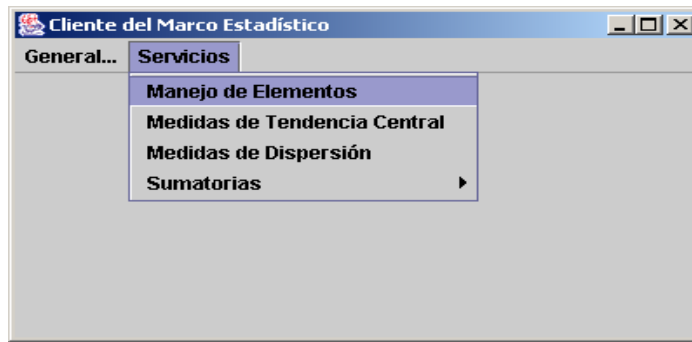 Cliente del Marco Estadístico
General... Servicios
Manejo de Elementos
Medidas de Tendencia Central
Medidas de Dispersión
Sumatorias